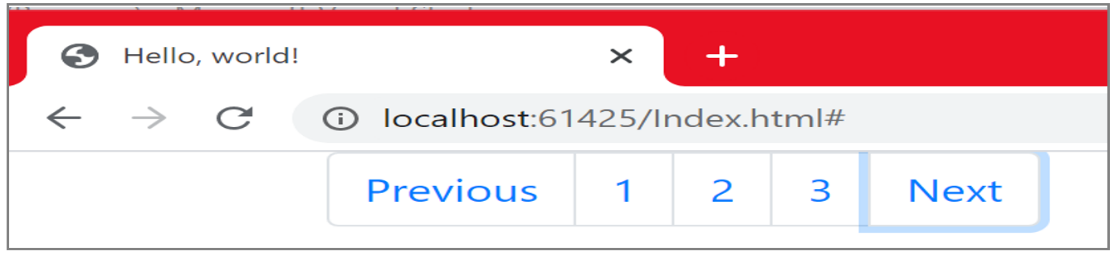 Hello, world!
localhost:61425/Index.html#
Previous 1 2 3 Next